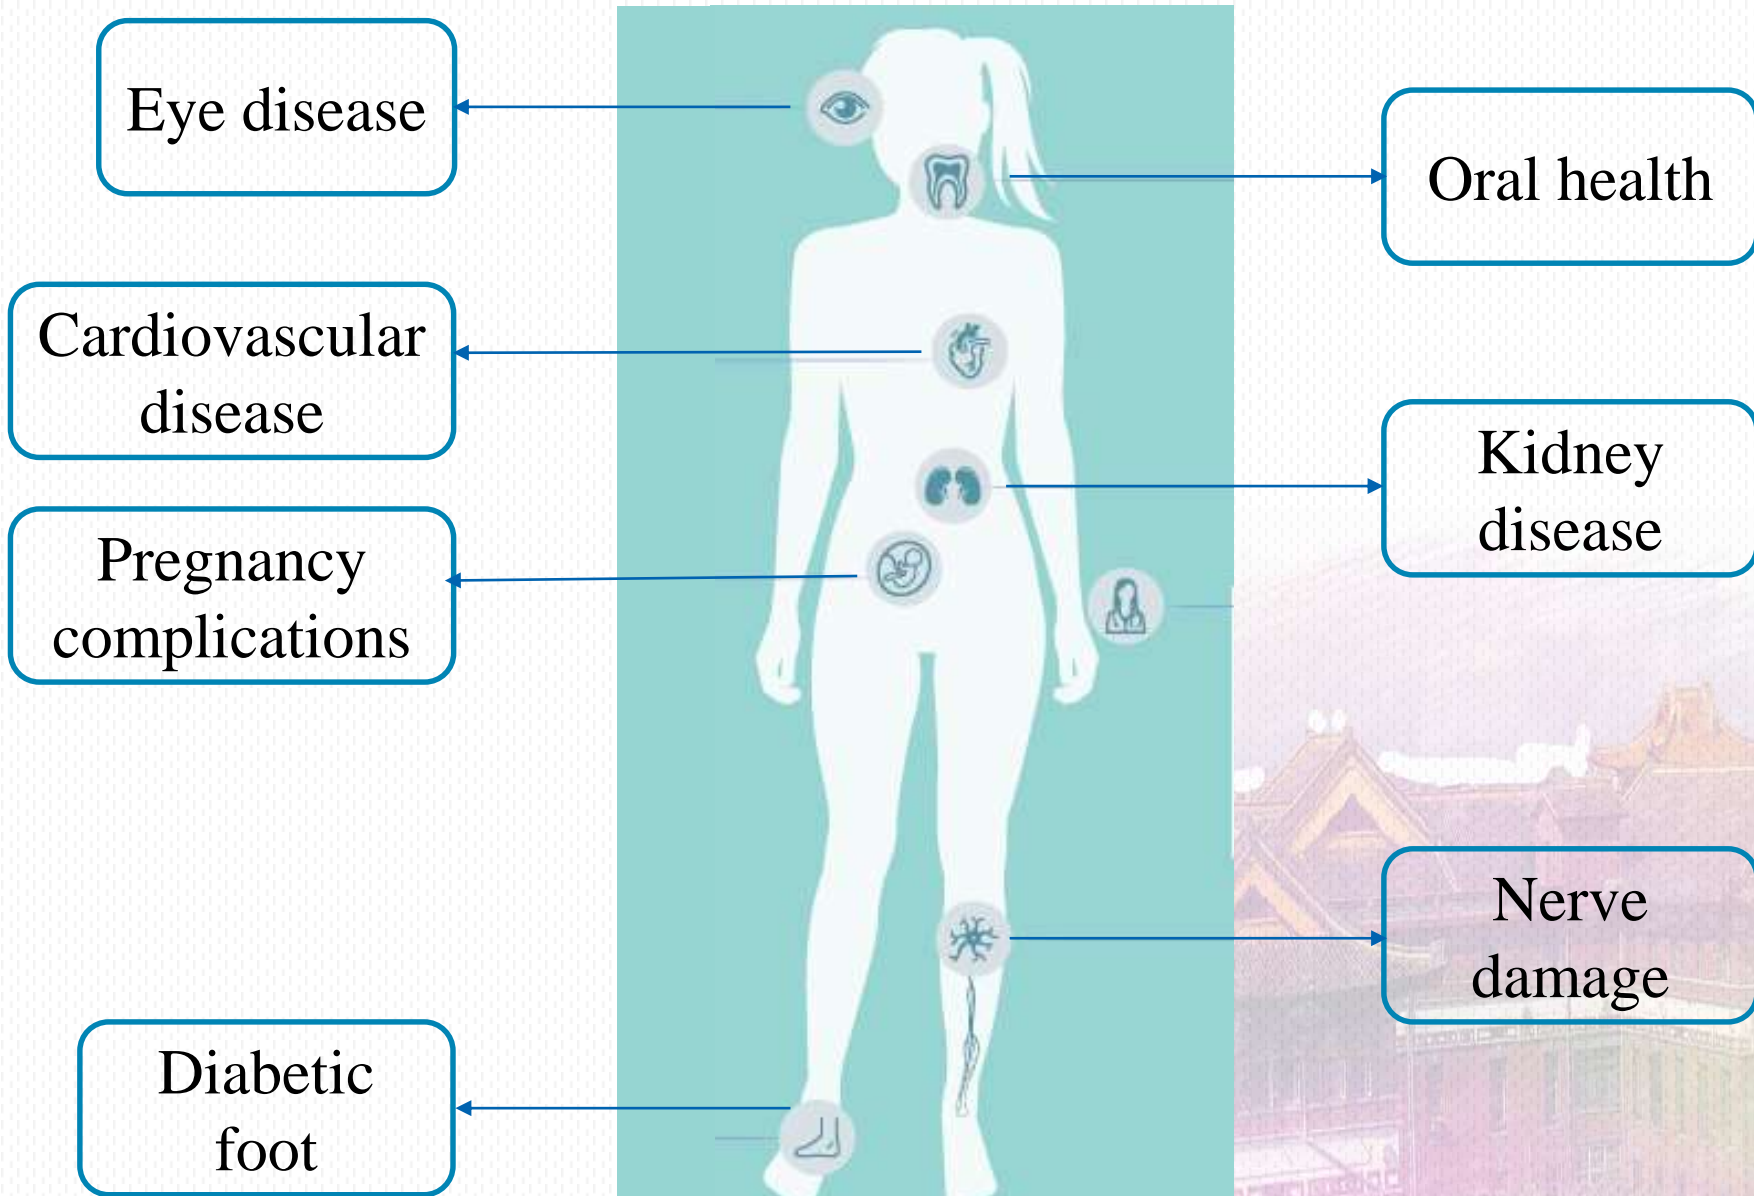 Eye disease
Oral health
Cardiovascular
disease
Kidney
disease
Pregnancy
complications
Nerve
damage
Diabetic
foot